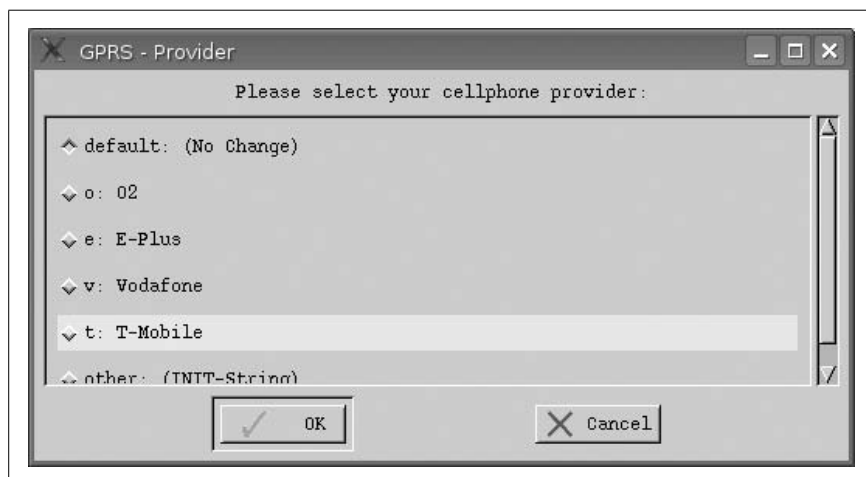 GPRS - Provider
Please select your cellphone provider:
default: (No Change)
o: O2
e: E-Plus
v: Vodafone
t: T-Mobile
other: (INIT-String)
OK
Cancel